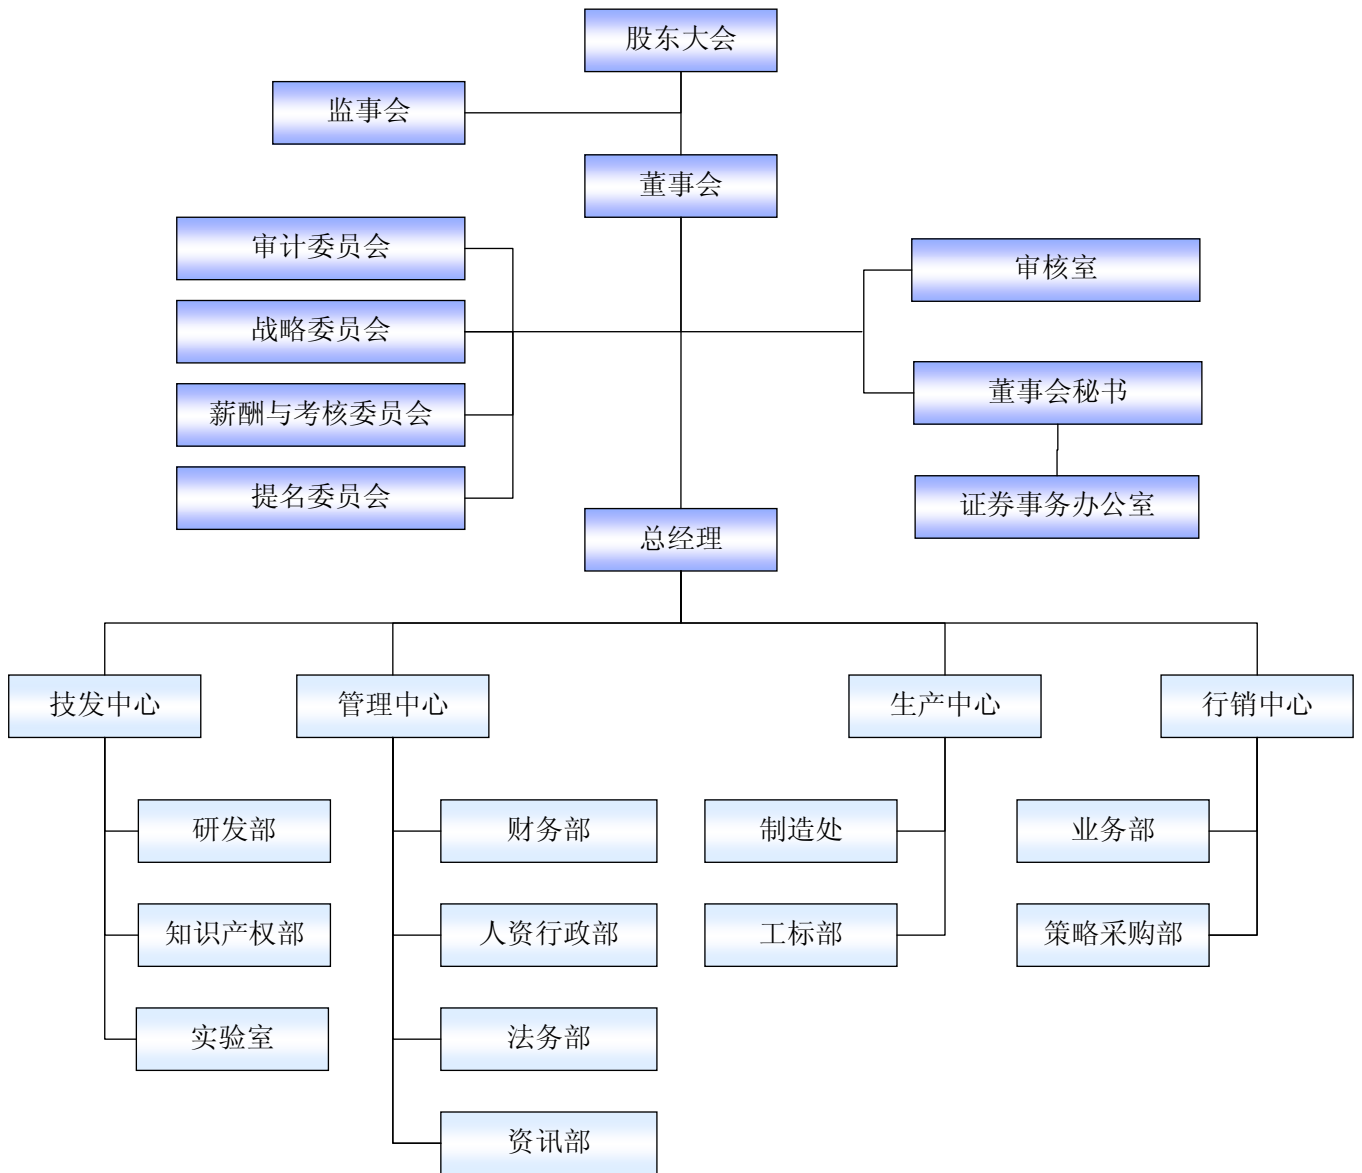 股东大会
监事会
董事会
审计委员会
审核室
战略委员会
董事会秘书
薪酬与考核委员会
提名委员会
证券事务办公室
总经理
技发中心
管理中心
生产中心
行销中心
研发部
财务部
制造处
业务部
知识产权部
人资行政部
工标部
策略采购部
实验室
法务部
资讯部